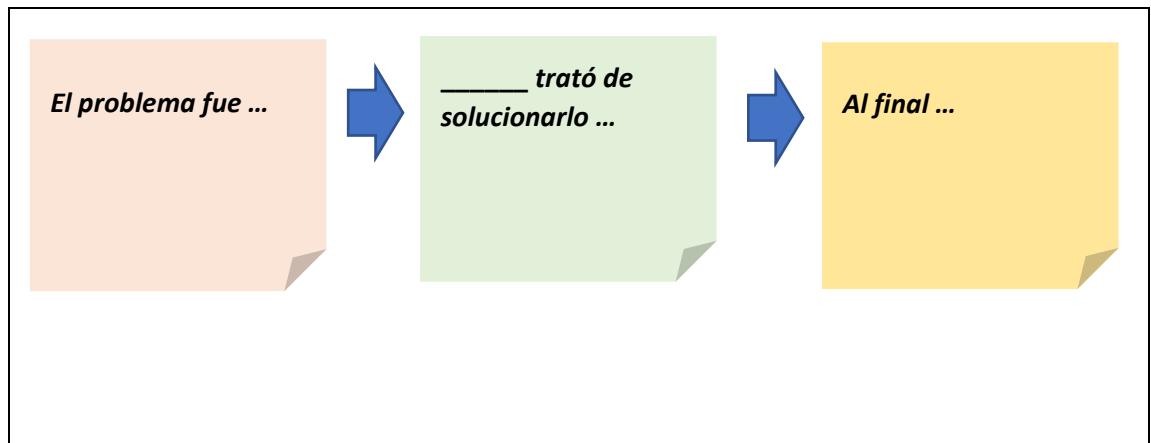 El problema fue …
______ trató de
solucionarlo …
Al final …